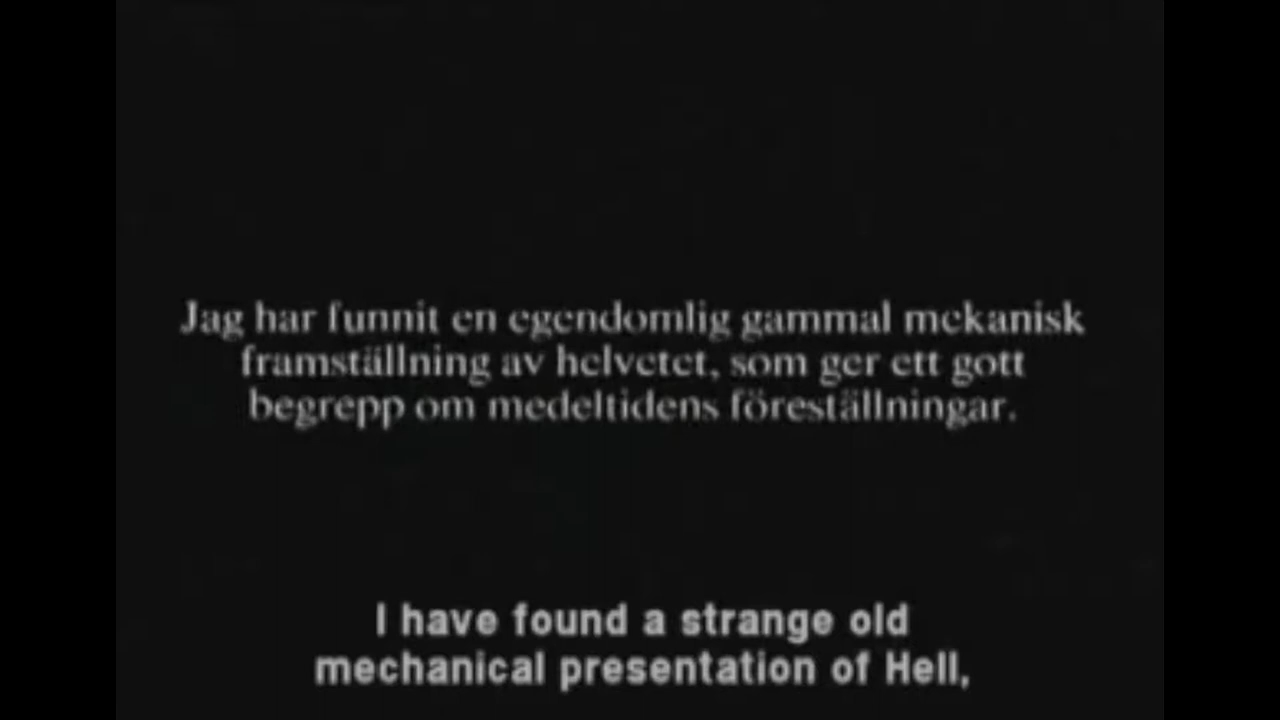 Jag har funnit en egendomlig gammal mekanisk
framställning av helvetet, som ger ett gott
begrepp om medeltidens föreställningar.
I have found a strange old
mechanical presentation of Hell,